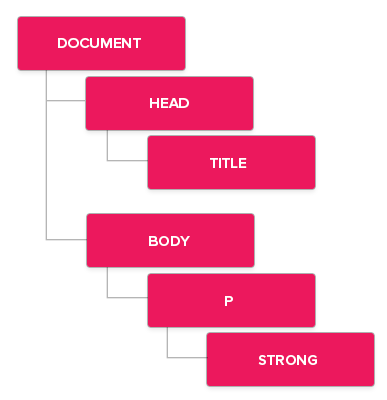 DOCUMENT
HEAD
TITLE
BODY
P
STRONG